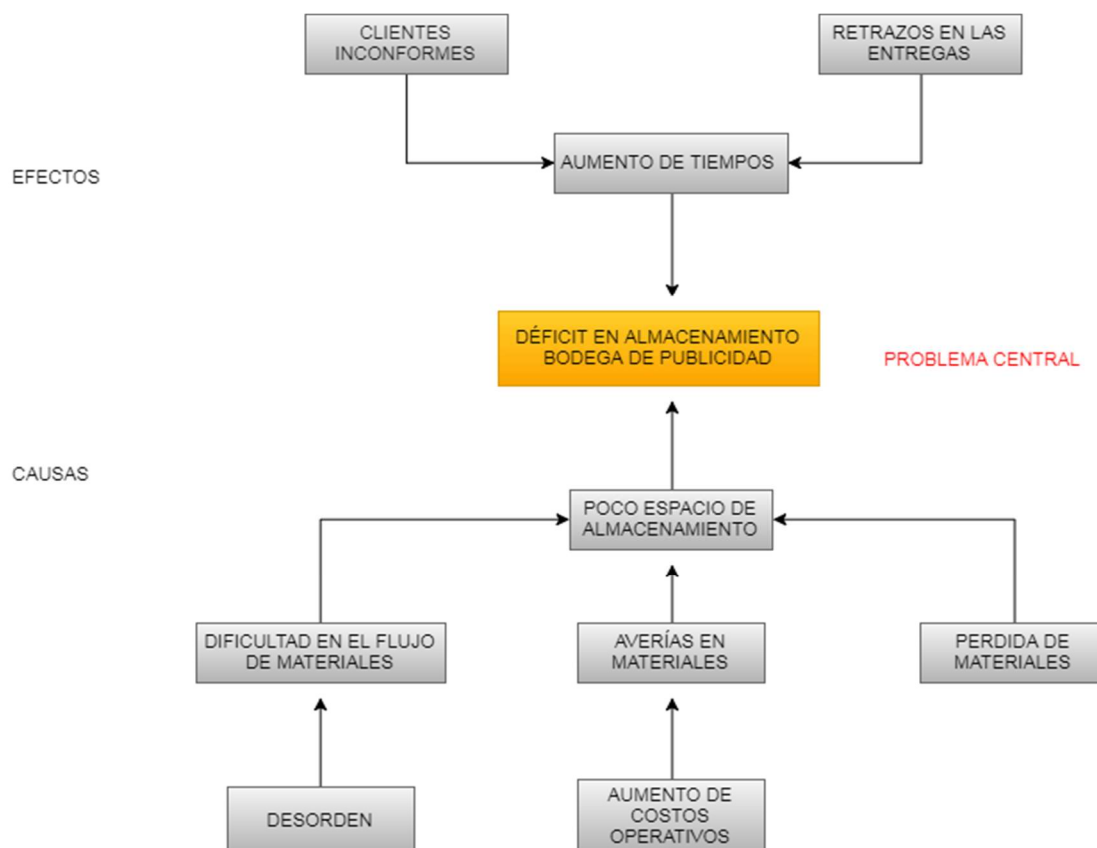 CLIENTES
INCONFORMES
RETRAZOS EN LAS
ENTREGAS
AUMENTO DE TIEMPOS
EFECTOS
DÉFICIT EN ALMACENAMIENTO
BODEGA DE PUBLICIDAD
PROBLEMA CENTRAL
CAUSAS
POCO ESPACIO DE
ALMACENAMIENTO
DIFICULTAD EN EL FLUJO
DE MATERIALES
AVERÍAS EN
MATERIALES
PERDIDA DE
MATERIALES
DESORDEN
AUMENTO DE
COSTOS
OPERATIVOS